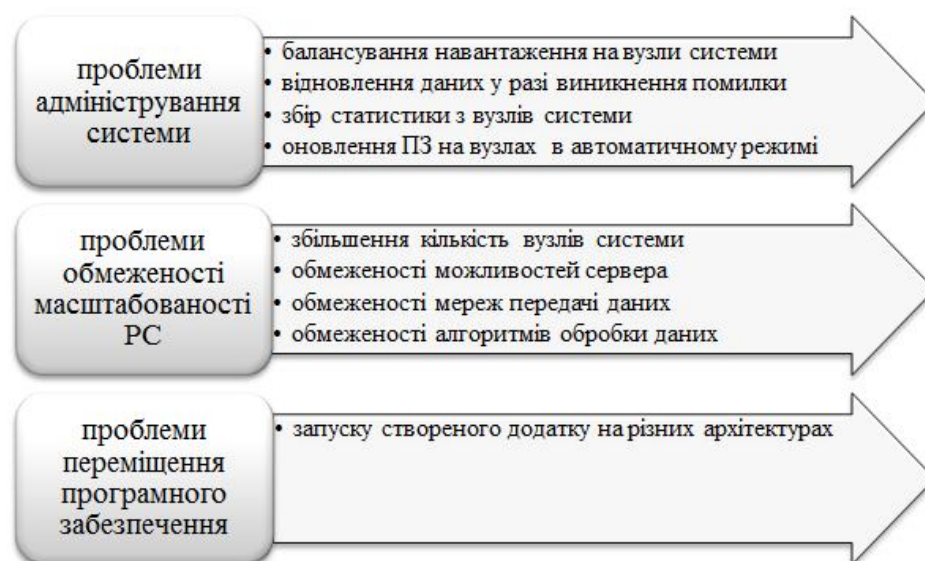 проблеми
адміністрування
системи
• балансування навантаження на вузли системи
• відновлення даних у разі виникнення помилки
• збір статистики з вузлів системи
• оновлення ПЗ на вузлах в автоматичному режимі
проблеми
обмеженості
масштабованості
РС
• збільшення кількість вузлів системи
• обмеженості можливостей сервера
• обмеженості мереж передачі даних
• обмеженості алгоритмів обробки даних
проблеми
переміщення
програмного
забезпечення
• запуску створеного додатку на різних архітектурах